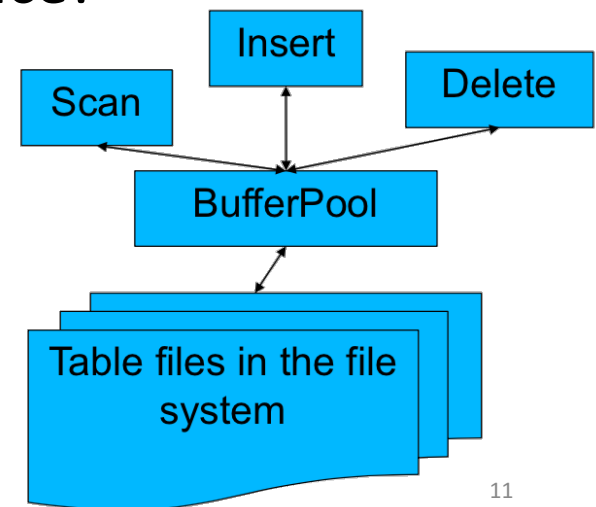 Insert
Scan
Delete
BufferPool
Table files in the file
system
11